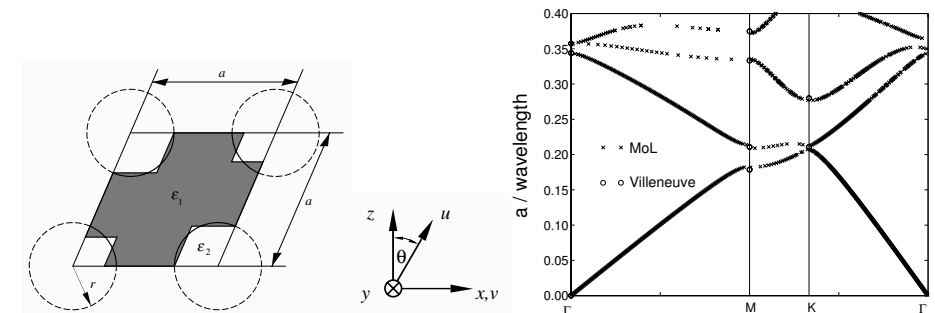 a
a
ε1
ε2
r
z
u
θ
y
x,v
a / wavelength
0.40
0.35
0.30
0.25
0.20
0.15
0.10
0.05
0.00
× × MoL
o o Villeneuve
Γ
M
K
Γ